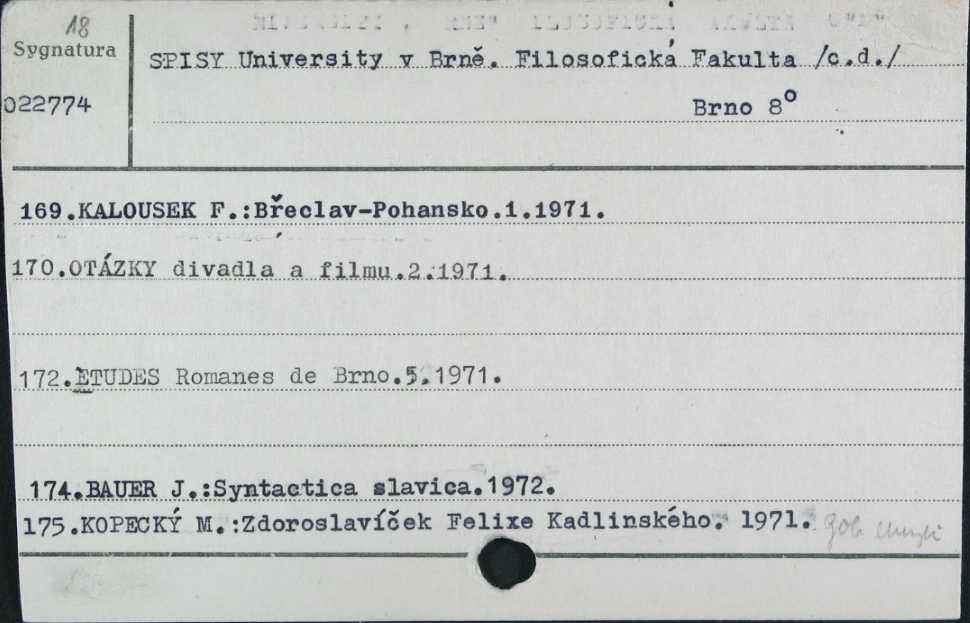 18
Sygnatura
SPISY University v Brně. Filosofická Fakulta /c.d./
022774
Brno 8°
169.KALOUSEK F.:Břeclav-Pohansko.1.1971.
170.OTÁZKY divadla a filmu.2.1971.
172.ETUDES Romanes de Brno.5.1971.
174.BAUER J.:Syntactica slavica.1972.
175.KOPECKÝ M.:Zdoroslavíček Felixe Kadlinského. 1971.